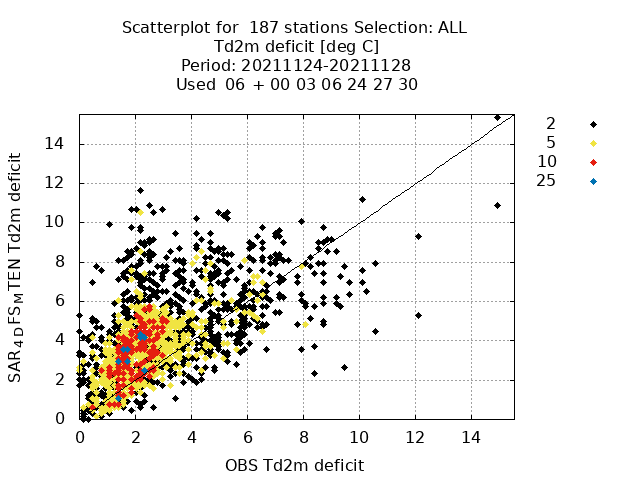 Scatterplot for 187 stations Selection: ALL
Td2m deficit [deg C]
Period: 20211124-20211128
Used 06 + 00 03 06 24 27 30
2
5
10
25
SAR4DFSMTEN Td2m deficit
14
12
10
8
6
4
2
0
0 2 4 6 8 10 12 14
OBS Td2m deficit